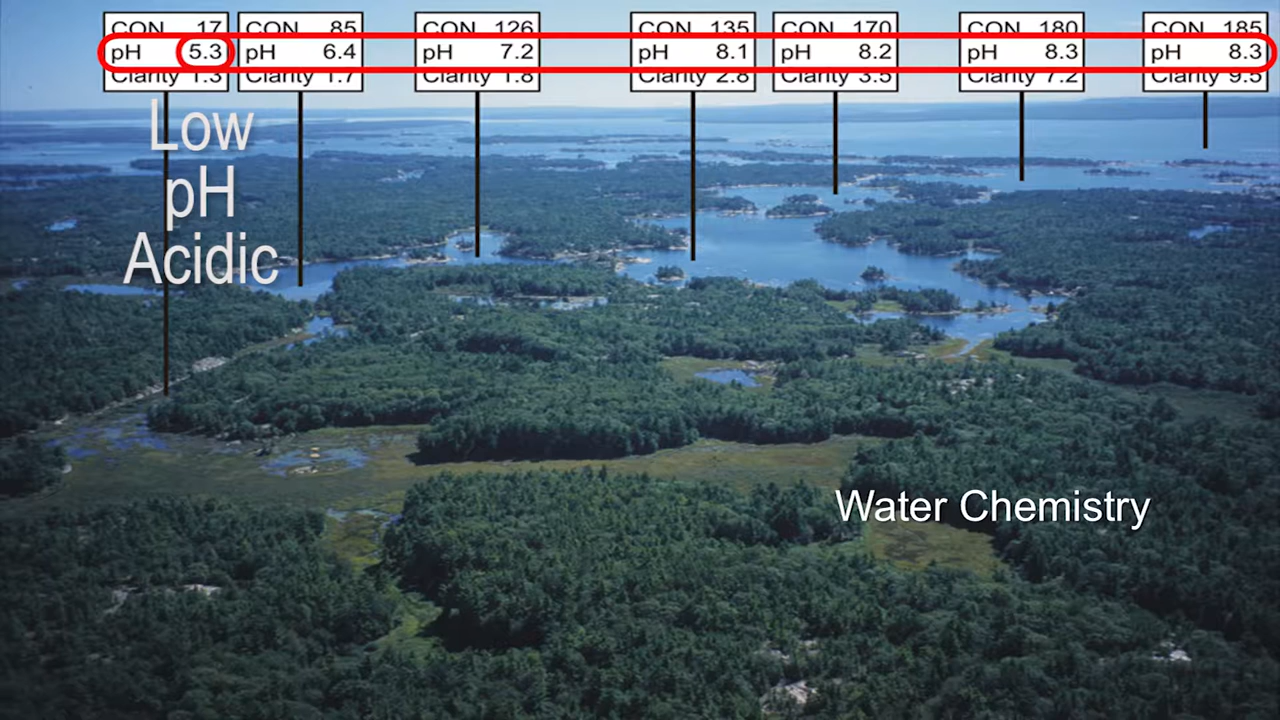 CON 17
pH 5.3
Clarity 1.3
CON 85
pH 6.4
Clarity 1.7
CON 126
pH 7.2
Clarity 1.8
CON 135
pH 8.1
Clarity 2.8
CON 170
pH 8.2
Clarity 3.5
CON 180
pH 8.3
Clarity 7.2
CON 185
pH 8.3
Clarity 9.5
Low
pH
Acidic
Water Chemistry